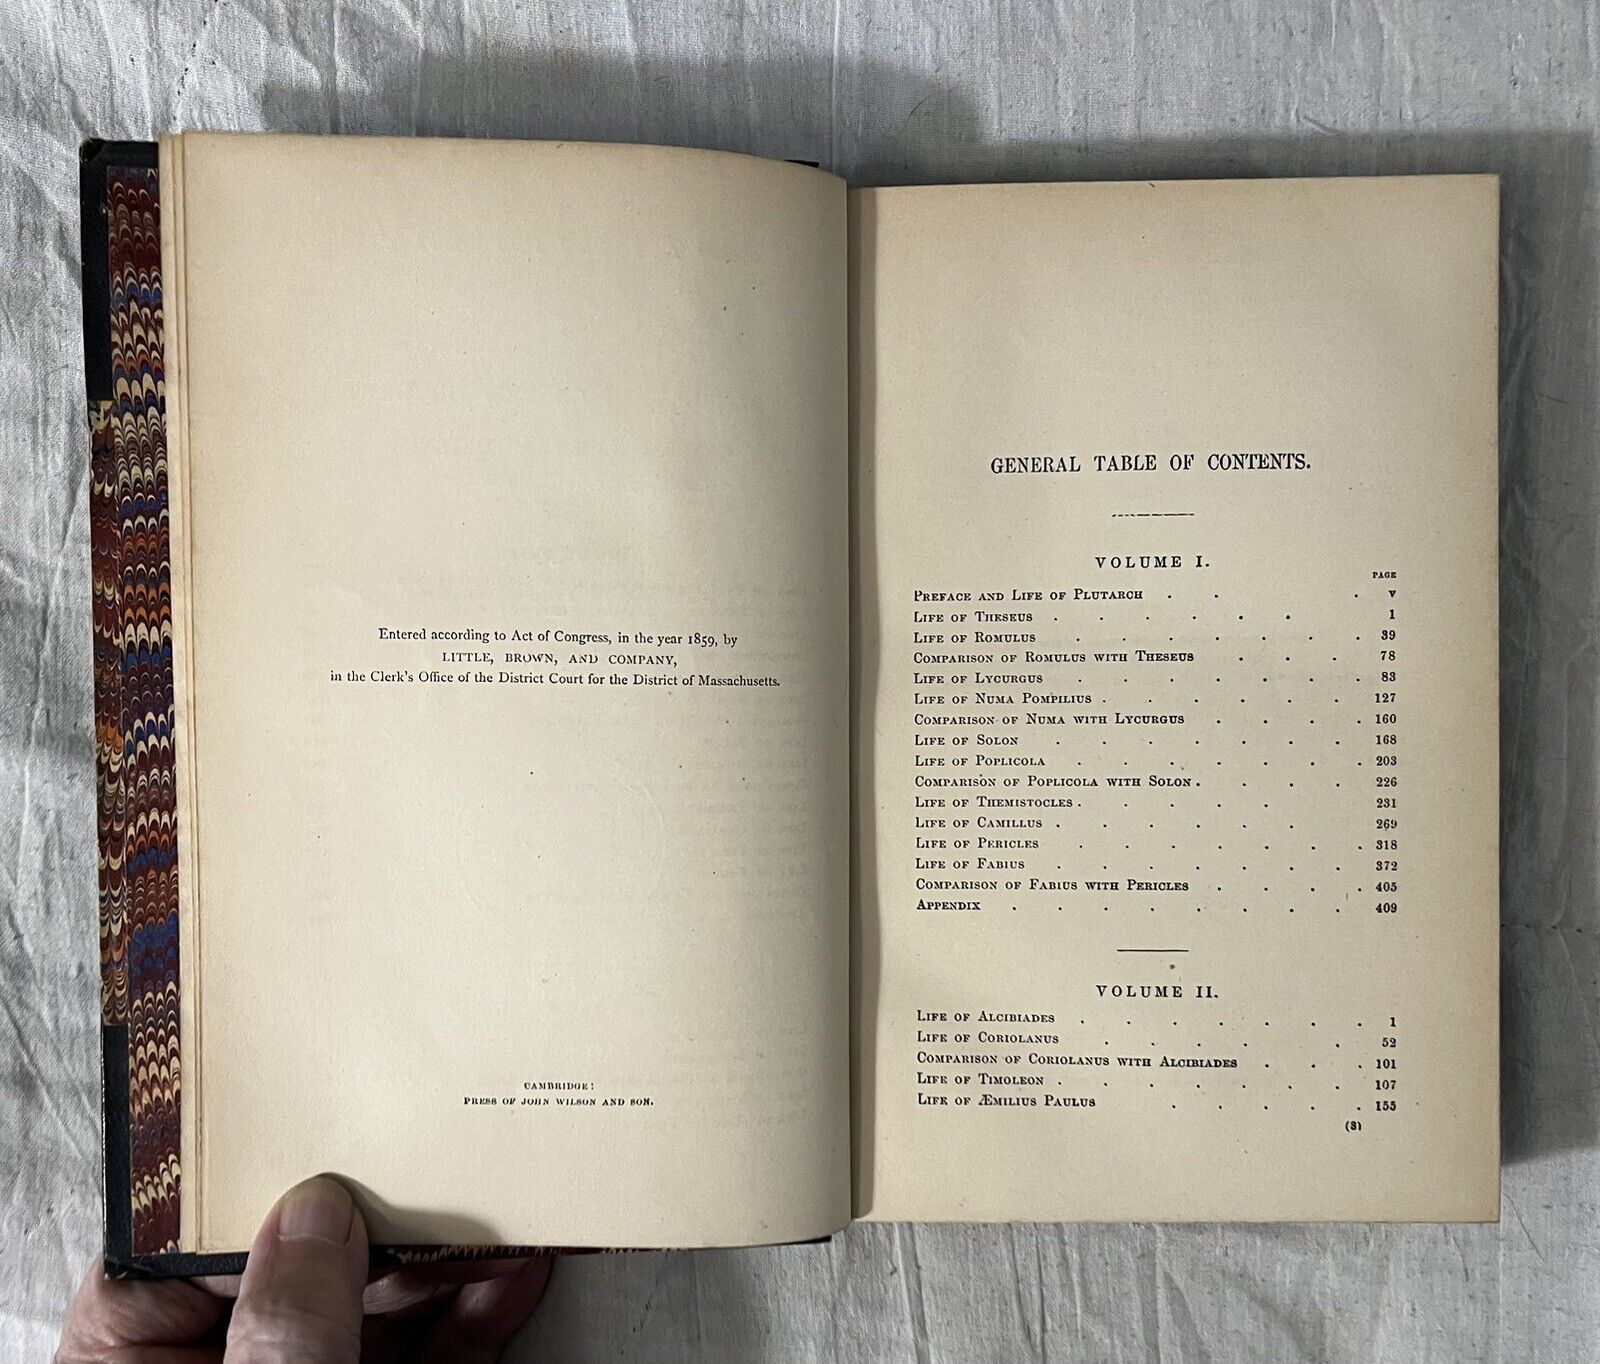 Entered according to Act of Congress, in the year 1859, by
LITTLE, BROWN, AND COMPANY,
in the Clerk's Office of the District Court for the District of Massachusetts.
CAMBRIDGE:
PRESS OF JOHN WILSON AND SON.
GENERAL TABLE OF CONTENTS.
VOLUME I.
PAGE
Preface and Life of Plutarch . . . v
Life of Theseus . . . . . . 1
Life of Romulus . . . . . . . 39
Comparison of Romulus with Theseus . . . 78
Life of Lycurgus . . . . . . . 83
Life of Numa Pompilius . . . . . . 127
Comparison of Numa with Lycurgus . . . . 160
Life of Solon . . . . . . . 168
Life of Poplicola . . . . . . . 203
Comparison of Poplicola with Solon . . . . 226
Life of Themistocles . . . . . 231
Life of Camillus . . . . . . 269
Life of Pericles . . . . . . . 318
Life of Fabius . . . . . . . 372
Comparison of Fabius with Pericles . . . . 405
Appendix . . . . . . . . 409
VOLUME II.
Life of Alcibiades . . . . . . . 1
Life of Coriolanus . . . . . 52
Comparison of Coriolanus with Alcibiades . . . 101
Life of Timoleon . . . . . . . 107
Life of Æmilius Paulus . . . . . 155
(3)